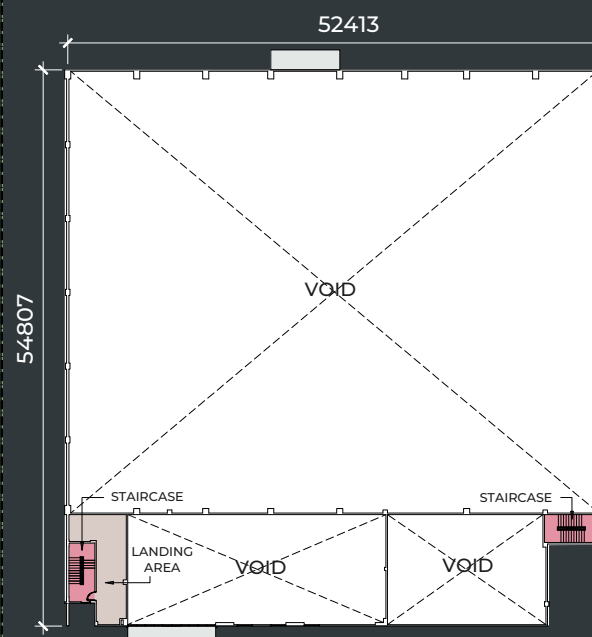 52413
VOID
54807
STAIRCASE
STAIRCASE
LANDING
AREA
VOID
VOID